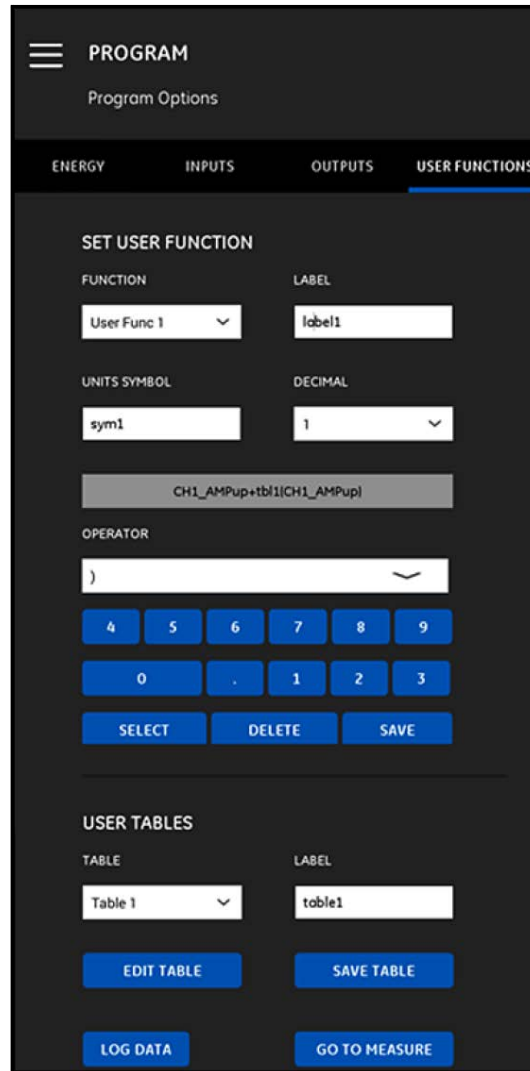 PROGRAM
Program Options
ENERGY INPUTS OUTPUTS USER FUNCTIONS
SET USER FUNCTION
FUNCTION LABEL
User Func 1 label1
UNITS SYMBOL DECIMAL
sym1 1
CH1_AMPup+tbl1(CH1_AMPup)
OPERATOR
)
4 5 6 7 8 9
0 . 1 2 3
SELECT DELETE SAVE
USER TABLES
TABLE LABEL
Table 1 table1
EDIT TABLE SAVE TABLE
LOG DATA GO TO MEASURE